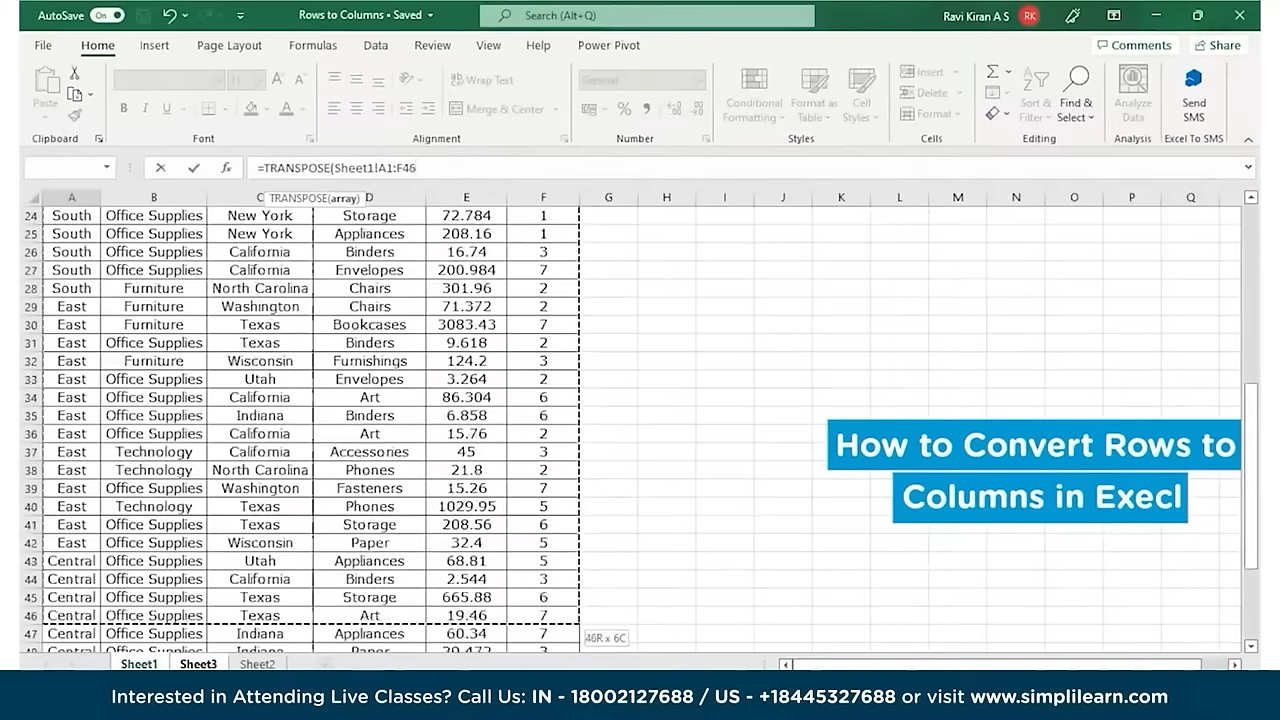 AutoSave On Rows to Columns • Saved Search (Alt+Q) Ravi Kiran A S RK
File Home Insert Page Layout Formulas Data Review View Help Power Pivot Comments Share
Paste Wrap Text General Insert
B I U Merge & Center % Conditional Formatting Format as Table Cell Styles Delete Format Sort & Filter Find & Select Analyze Data Send SMS
Clipboard Font Alignment Number Styles Cells Editing Analysis Excel To SMS
fx =TRANSPOSE(Sheet1!A1:F46
TRANSPOSE(array)
A B C D E F G H I J K L M N O P Q
24 South Office Supplies New York Storage 72.784 1
25 South Office Supplies New York Appliances 208.16 1
26 South Office Supplies California Binders 16.74 3
27 South Office Supplies California Envelopes 200.984 7
28 South Furniture North Carolina Chairs 301.96 2
29 East Furniture Washington Chairs 71.372 2
30 East Furniture Texas Bookcases 3083.43 7
31 East Office Supplies Texas Binders 9.618 2
32 East Furniture Wisconsin Furnishings 124.2 3
33 East Office Supplies Utah Envelopes 3.264 2
34 East Office Supplies California Art 86.304 6
35 East Office Supplies Indiana Binders 6.858 6
36 East Office Supplies California Art 15.76 2
37 East Technology California Accessories 45 3
38 East Technology North Carolina Phones 21.8 2
39 East Office Supplies Washington Fasteners 15.26 7
40 East Technology Texas Phones 1029.95 5
41 East Office Supplies Texas Storage 208.56 6
42 East Office Supplies Wisconsin Paper 32.4 5
43 Central Office Supplies Utah Appliances 68.81 5
44 Central Office Supplies California Binders 2.544 3
45 Central Office Supplies Texas Storage 665.88 6
46 Central Office Supplies Texas Art 19.46 7
47 Central Office Supplies Indiana Appliances 60.34 7
46R x 6C
How to Convert Rows to
Columns in Execl
Sheet1 Sheet3 Sheet2
Interested in Attending Live Classes? Call Us: IN - 18002127688 / US - +18445327688 or visit www.simplilearn.com